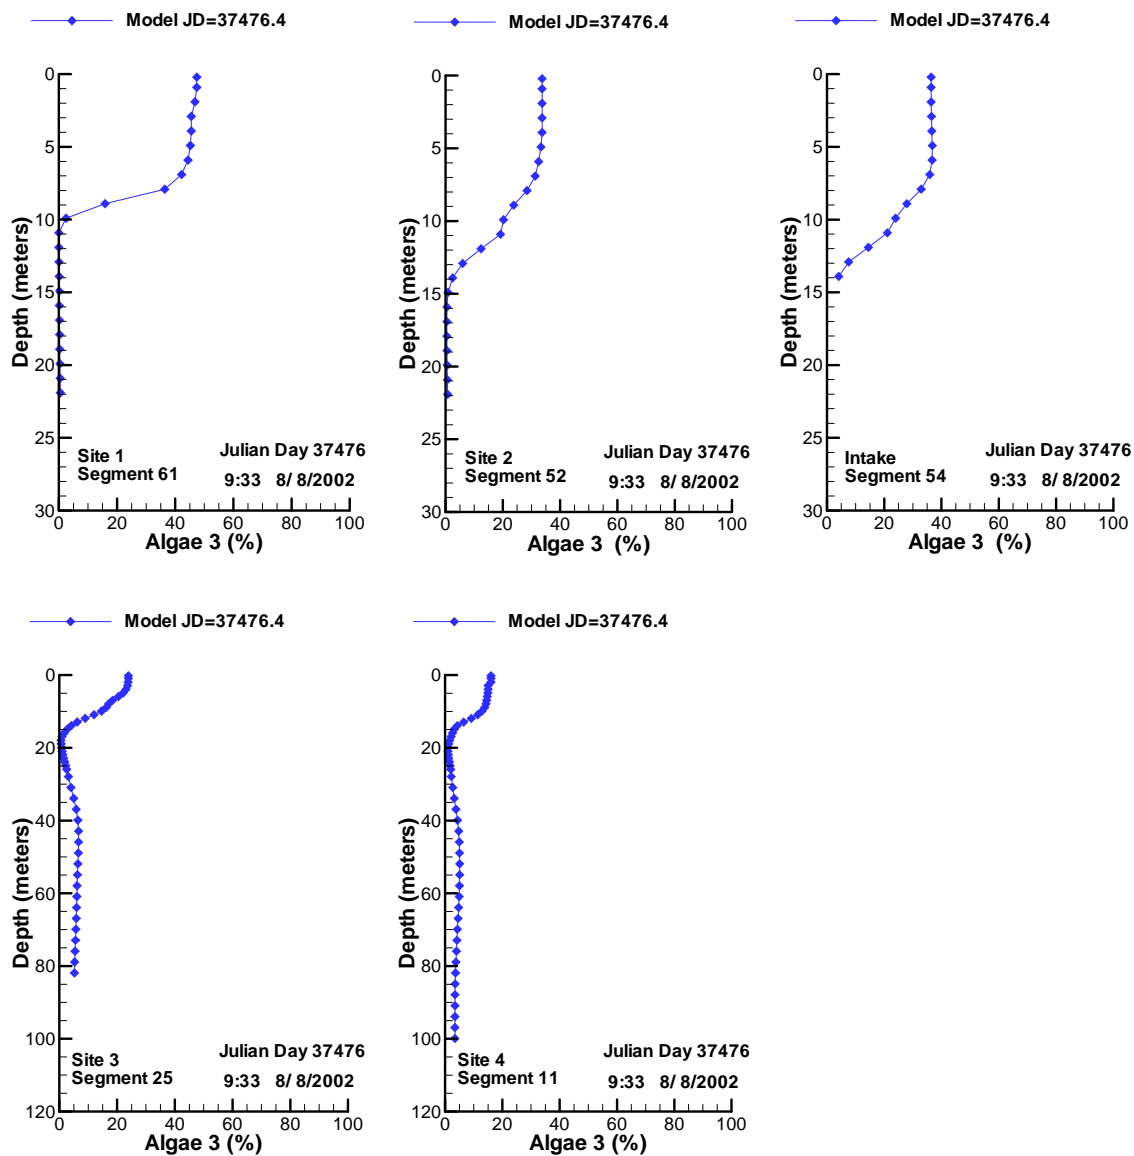 Model JD=37476.4
0
5
10
15
20
25
30
Depth (meters)
Site 1
Segment 61
Julian Day 37476
9:33 8/ 8/2002
0 20 40 60 80 100
Algae 3 (%)
Model JD=37476.4
0
5
10
15
20
25
30
Depth (meters)
Site 2
Segment 52
Julian Day 37476
9:33 8/ 8/2002
0 20 40 60 80 100
Algae 3 (%)
Model JD=37476.4
0
5
10
15
20
25
30
Depth (meters)
Intake
Segment 54
Julian Day 37476
9:33 8/ 8/2002
0 20 40 60 80 100
Algae 3 (%)
Model JD=37476.4
0
20
40
60
80
100
120
Depth (meters)
Site 3
Segment 25
Julian Day 37476
9:33 8/ 8/2002
0 20 40 60 80 100
Algae 3 (%)
Model JD=37476.4
0
20
40
60
80
100
120
Depth (meters)
Site 4
Segment 11
Julian Day 37476
9:33 8/ 8/2002
0 20 40 60 80 100
Algae 3 (%)